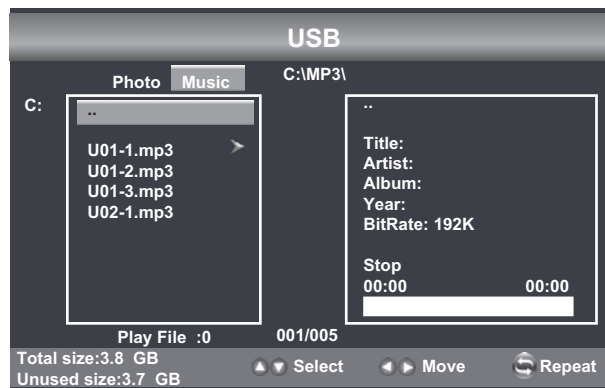 USB
Photo Music C:\MP3\
C:
..
U01-1.mp3
U01-2.mp3
U01-3.mp3
U02-1.mp3
..
Title:
Artist:
Album:
Year:
BitRate: 192K
Stop
00:00 00:00
Play File :0 001/005
Total size:3.8 GB
Unused size:3.7 GB
Select Move Repeat